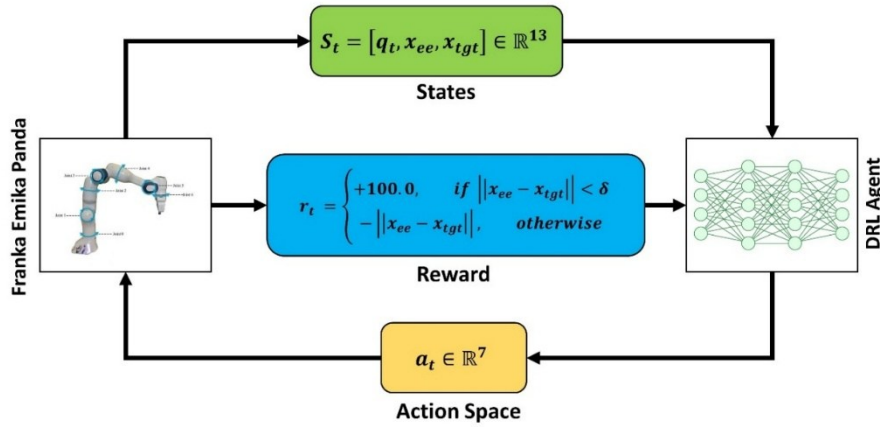 S_t = [q_t, x_ee, x_tgt] ∈ ℝ^13
States
Franka Emika Panda
r_t = { +100.0, if ||x_ee − x_tgt|| < δ
−||x_ee − x_tgt||, otherwise
Reward
DRL Agent
a_t ∈ ℝ^7
Action Space